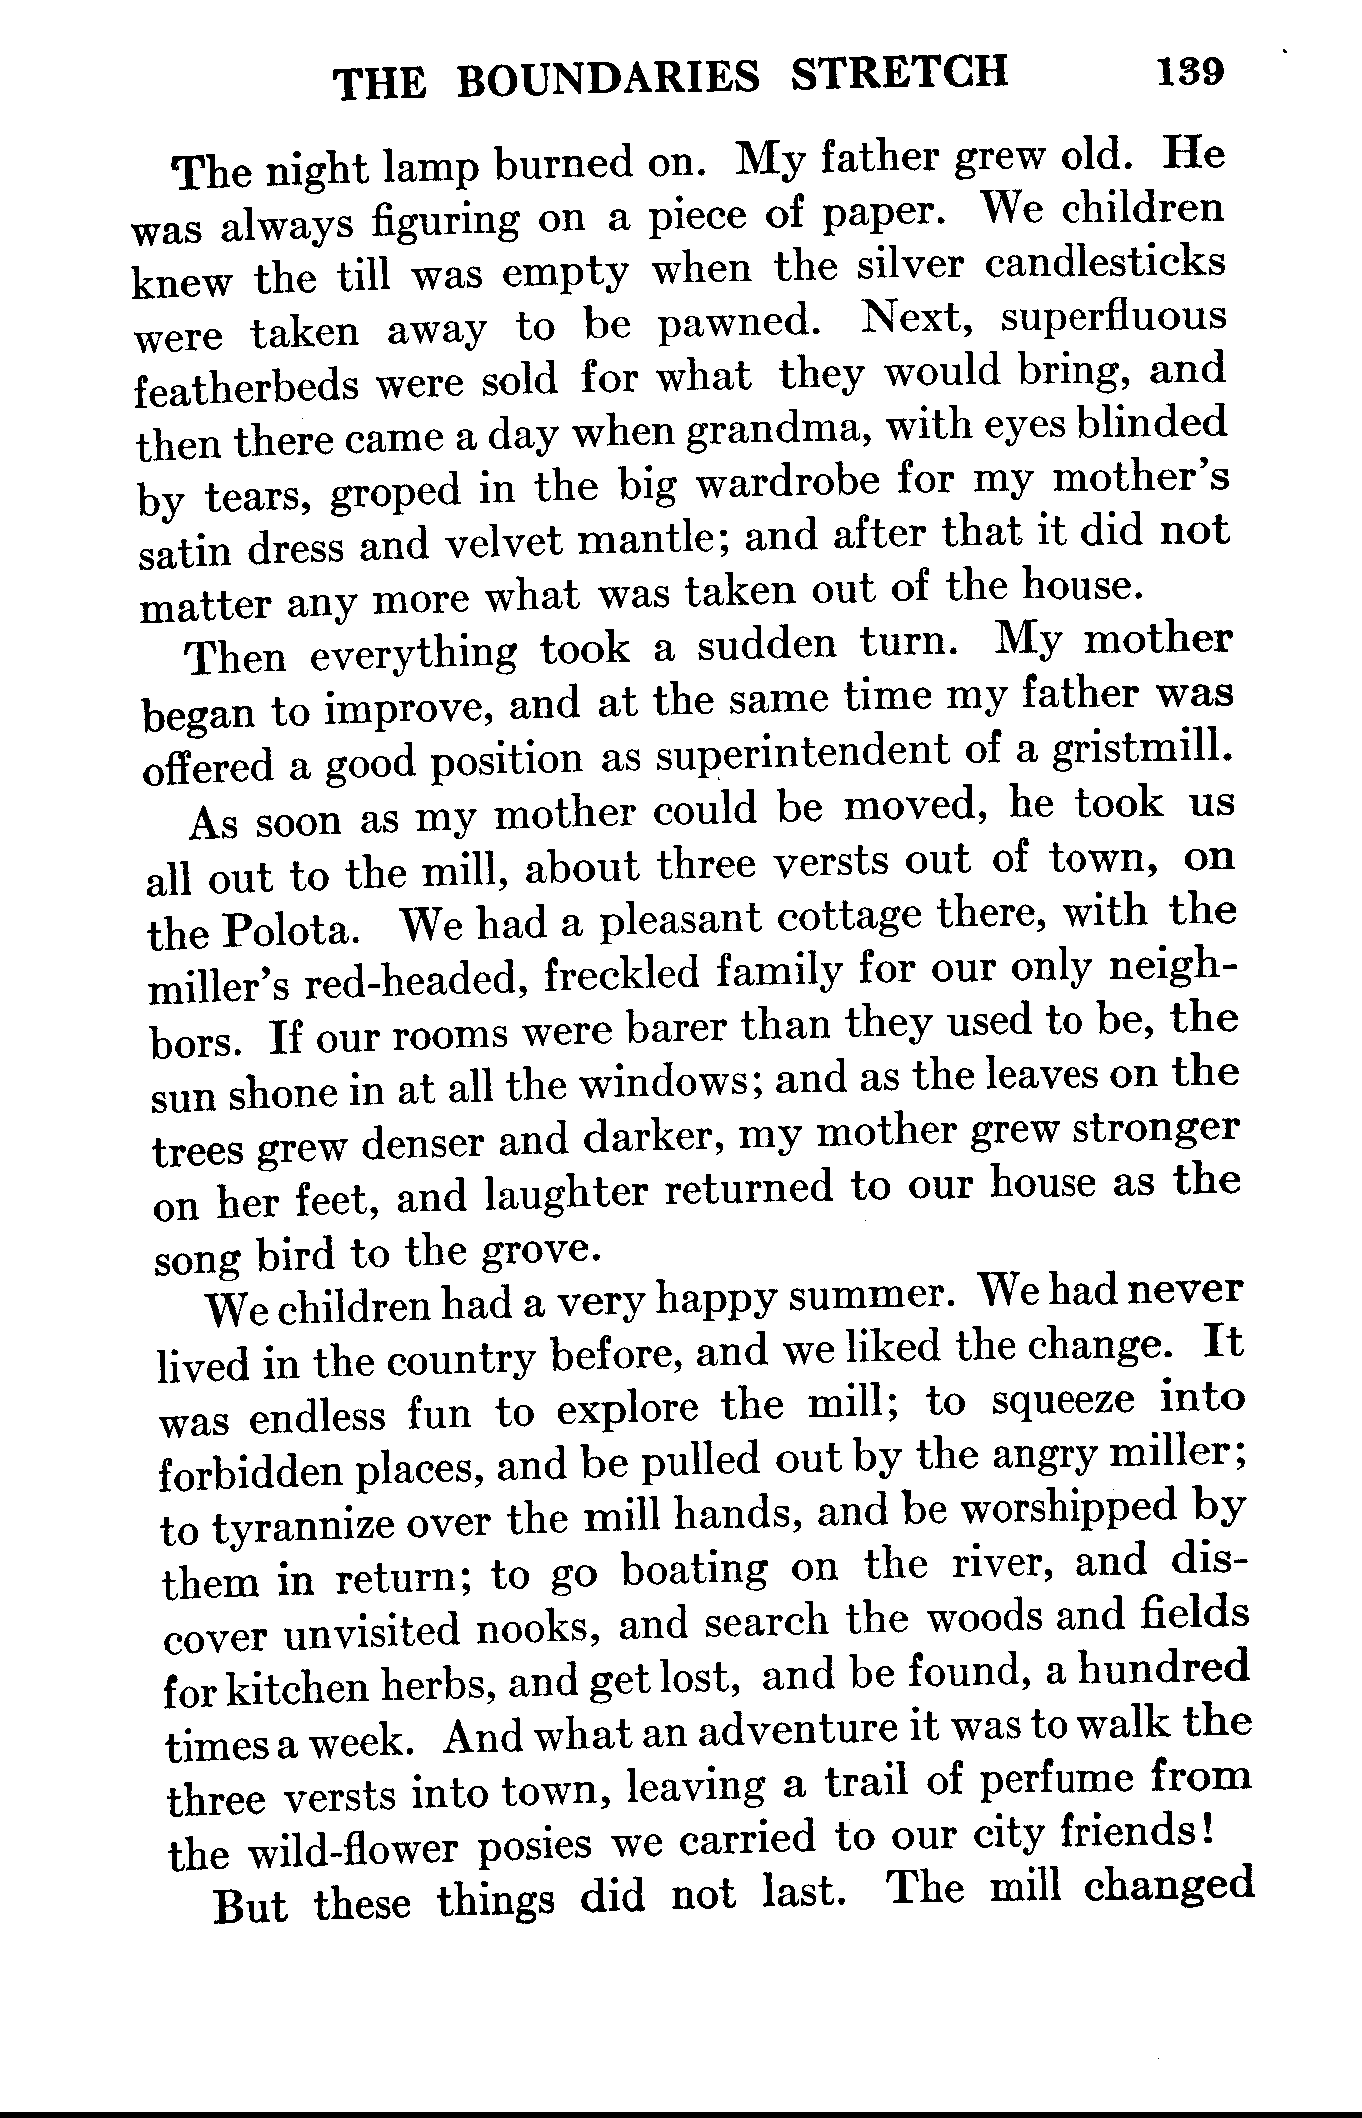 THE BOUNDARIES STRETCH 139
The night lamp burned on. My father grew old. He
was always figuring on a piece of paper. We children
knew the till was empty when the silver candlesticks
were taken away to be pawned. Next, superfluous
featherbeds were sold for what they would bring, and
then there came a day when grandma, with eyes blinded
by tears, groped in the big wardrobe for my mother's
satin dress and velvet mantle; and after that it did not
matter any more what was taken out of the house.
Then everything took a sudden turn. My mother
began to improve, and at the same time my father was
offered a good position as superintendent of a gristmill.
As soon as my mother could be moved, he took us
all out to the mill, about three versts out of town, on
the Polota. We had a pleasant cottage there, with the
miller's red-headed, freckled family for our only neigh-
bors. If our rooms were barer than they used to be, the
sun shone in at all the windows; and as the leaves on the
trees grew denser and darker, my mother grew stronger
on her feet, and laughter returned to our house as the
song bird to the grove.
We children had a very happy summer. We had never
lived in the country before, and we liked the change. It
was endless fun to explore the mill; to squeeze into
forbidden places, and be pulled out by the angry miller;
to tyrannize over the mill hands, and be worshipped by
them in return; to go boating on the river, and dis-
cover unvisited nooks, and search the woods and fields
for kitchen herbs, and get lost, and be found, a hundred
times a week. And what an adventure it was to walk the
three versts into town, leaving a trail of perfume from
the wild-flower posies we carried to our city friends!
But these things did not last. The mill changed